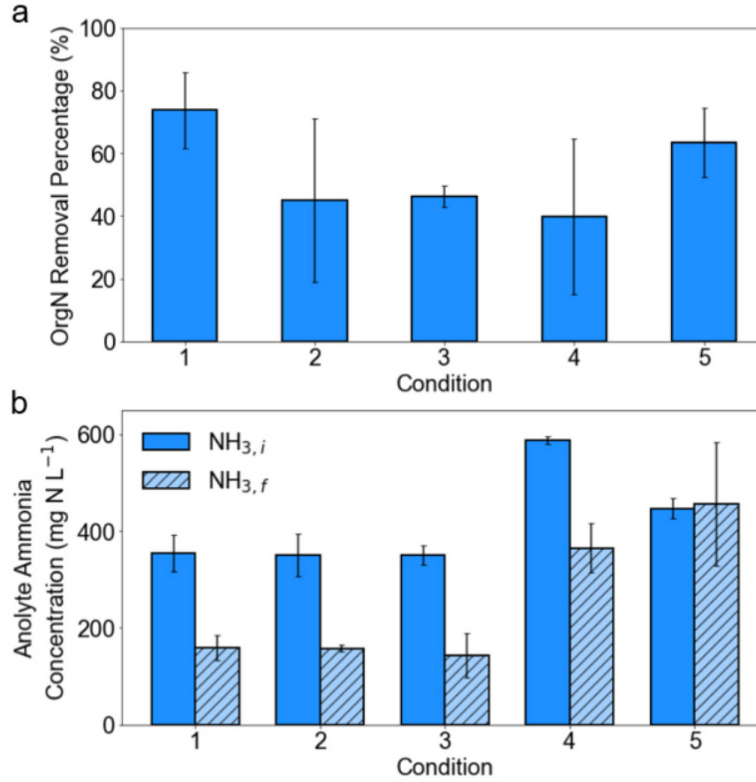 a
OrgN Removal Percentage (%)
100
80
60
40
20
0
1 2 3 4 5
Condition
b
Anolyte Ammonia
Concentration (mg N L⁻¹)
600
400
200
0
NH₃,ᵢ
NH₃,f
1 2 3 4 5
Condition